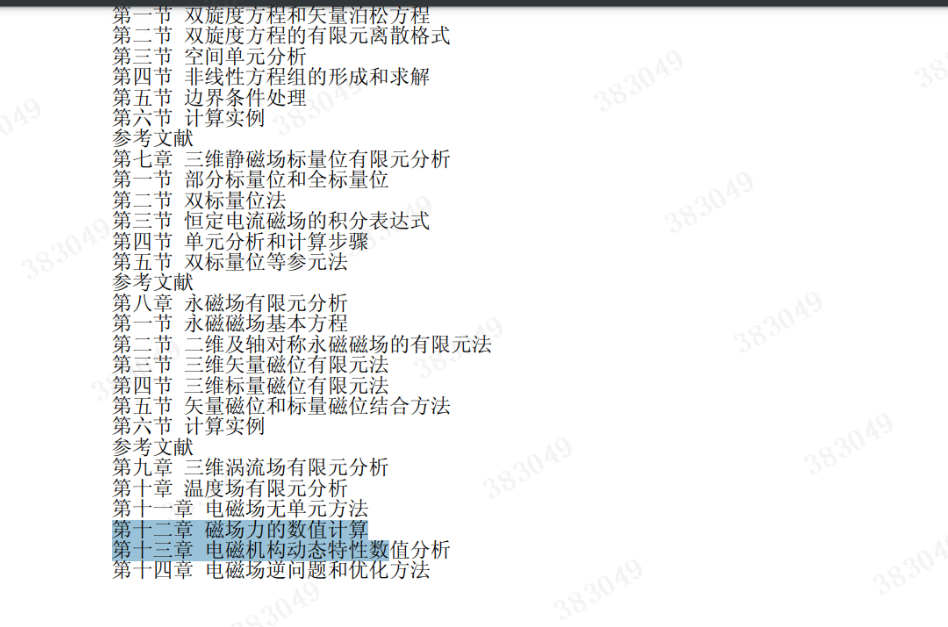 第一节 双旋度方程和矢量泊松方程
第二节 双旋度方程的有限元离散格式
第三节 空间单元分析
第四节 非线性方程组的形成和求解
第五节 边界条件处理
第六节 计算实例
参考文献
第七章 三维静磁场标量位有限元分析
第一节 部分标量位和全标量位
第二节 双标量位法
第三节 恒定电流磁场的积分表达式
第四节 单元分析和计算步骤
第五节 双标量位等参元法
参考文献
第八章 永磁场有限元分析
第一节 永磁磁场基本方程
第二节 二维及轴对称永磁磁场的有限元法
第三节 三维矢量磁位有限元法
第四节 三维标量磁位有限元法
第五节 矢量磁位和标量磁位结合方法
第六节 计算实例
参考文献
第九章 三维涡流场有限元分析
第十章 温度场有限元分析
第十一章 电磁场无单元方法
第十二章 磁场力的数值计算
第十三章 电磁机构动态特性数值分析
第十四章 电磁场逆问题和优化方法
383049
383049
383049
383049
383049
383049
383049
383049
383049
383049